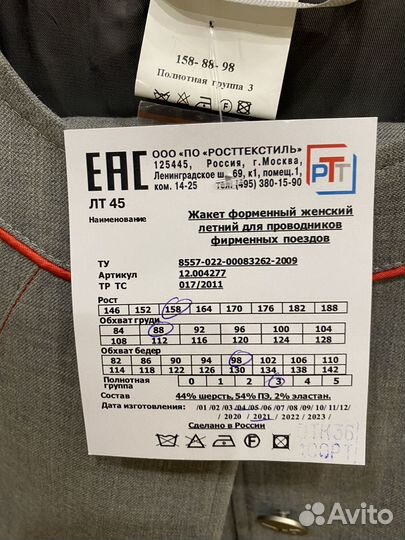 L
158- 88- 98
Полнотная группа 3
EAC
ООО "ПО «РОСТТЕКСТИЛЬ»
125445, Россия, г.Москва,
Ленинградское ш., 69, к1, помещ.1,
ком. 14-25 тел. (495) 380-15-90
РТТ
ЛТ 45
Наименование
Жакет форменный женский
летний для проводников
фирменных поездов
ТУ 8557-022-00083262-2009
Артикул 12.004277
ТР ТС 017/2011
Рост
146 152 158 164 170 176 182 188
Обхват груди
84 88 92 96 100 104
108 112 116 120 124 128
Обхват бедер
82 86 90 94 98 102 106 110
114 118 122 126 130 134 138 142
Полнотная группа 0 1 2 3 4 5
Состав 44% шерсть, 54% ПЭ, 2% эластан.
Дата изготовления /01/02/03/04/05/06/07/08/09/10/11/12/
/ 2020 / 2021 / 2022 / 2023 /
Сделано в России
ОТК36
1СОРТ
Avito